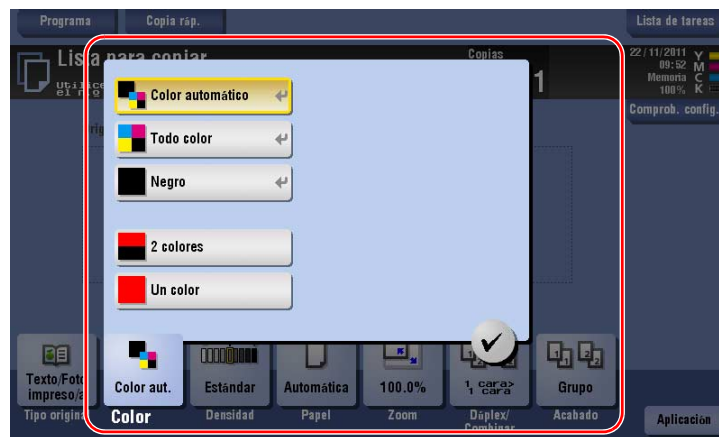 Programa
Copia ráp.
Lista de tareas
Lista para copiar
Copias
1
22/11/2011
09:52
Memoria
100%
Y
M
C
K
Comprob. config.
Color automático
Todo color
Negro
2 colores
Un color
Texto/Foto
impreso/a
Color aut.
Estándar
Automática
100.0%
1 cara>
1 cara
Grupo
Tipo origina
Color
Densidad
Papel
Zoom
Dúplex/
Combinar
Acabado
Aplicación